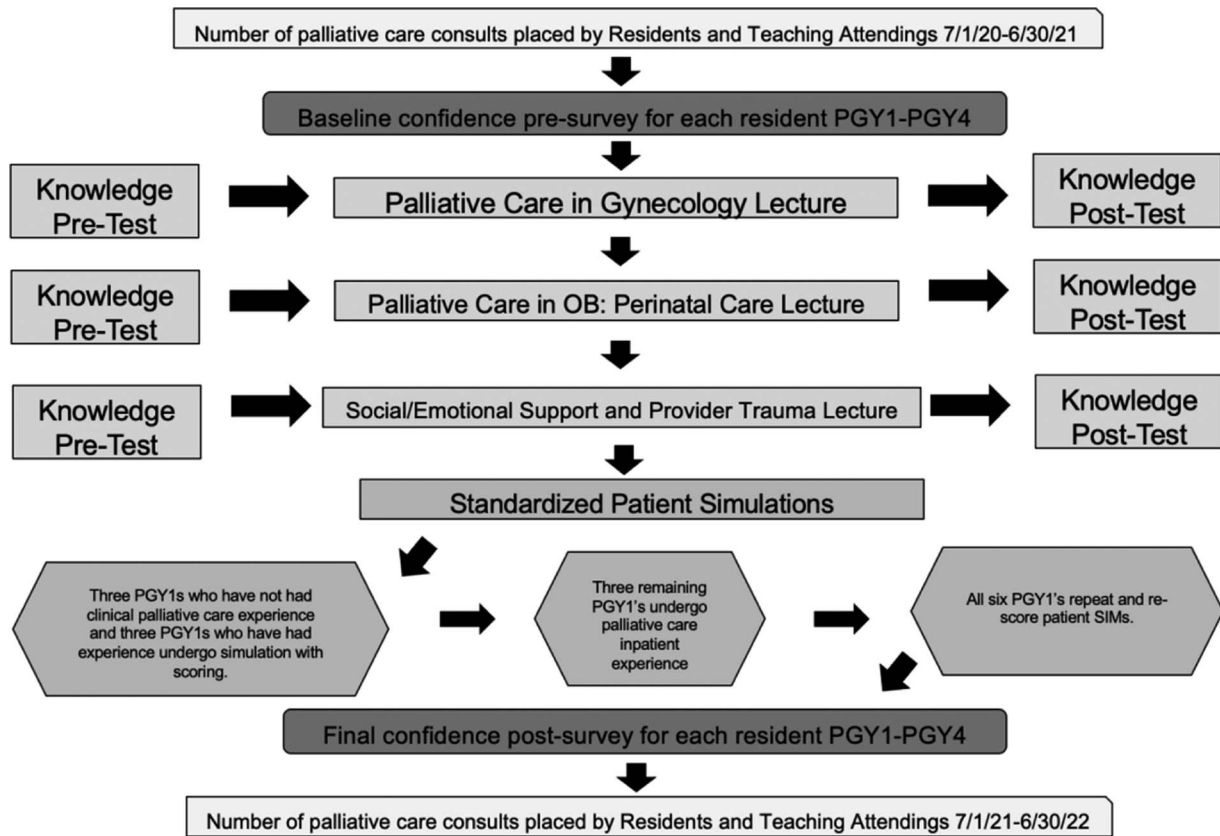 Number of palliative care consults placed by Residents and Teaching Attendings 7/1/20-6/30/21
Baseline confidence pre-survey for each resident PGY1-PGY4
Knowledge
Pre-Test
Palliative Care in Gynecology Lecture
Knowledge
Post-Test
Knowledge
Pre-Test
Palliative Care in OB: Perinatal Care Lecture
Knowledge
Post-Test
Knowledge
Pre-Test
Social/Emotional Support and Provider Trauma Lecture
Knowledge
Post-Test
Standardized Patient Simulations
Three PGY1s who have not had
clinical palliative care experience
and three PGY1s who have had
experience undergo simulation with
scoring.
Three remaining
PGY1's undergo
palliative care
inpatient
experience
All six PGY1's repeat and re-
score patient SIMs.
Final confidence post-survey for each resident PGY1-PGY4
Number of palliative care consults placed by Residents and Teaching Attendings 7/1/21-6/30/22